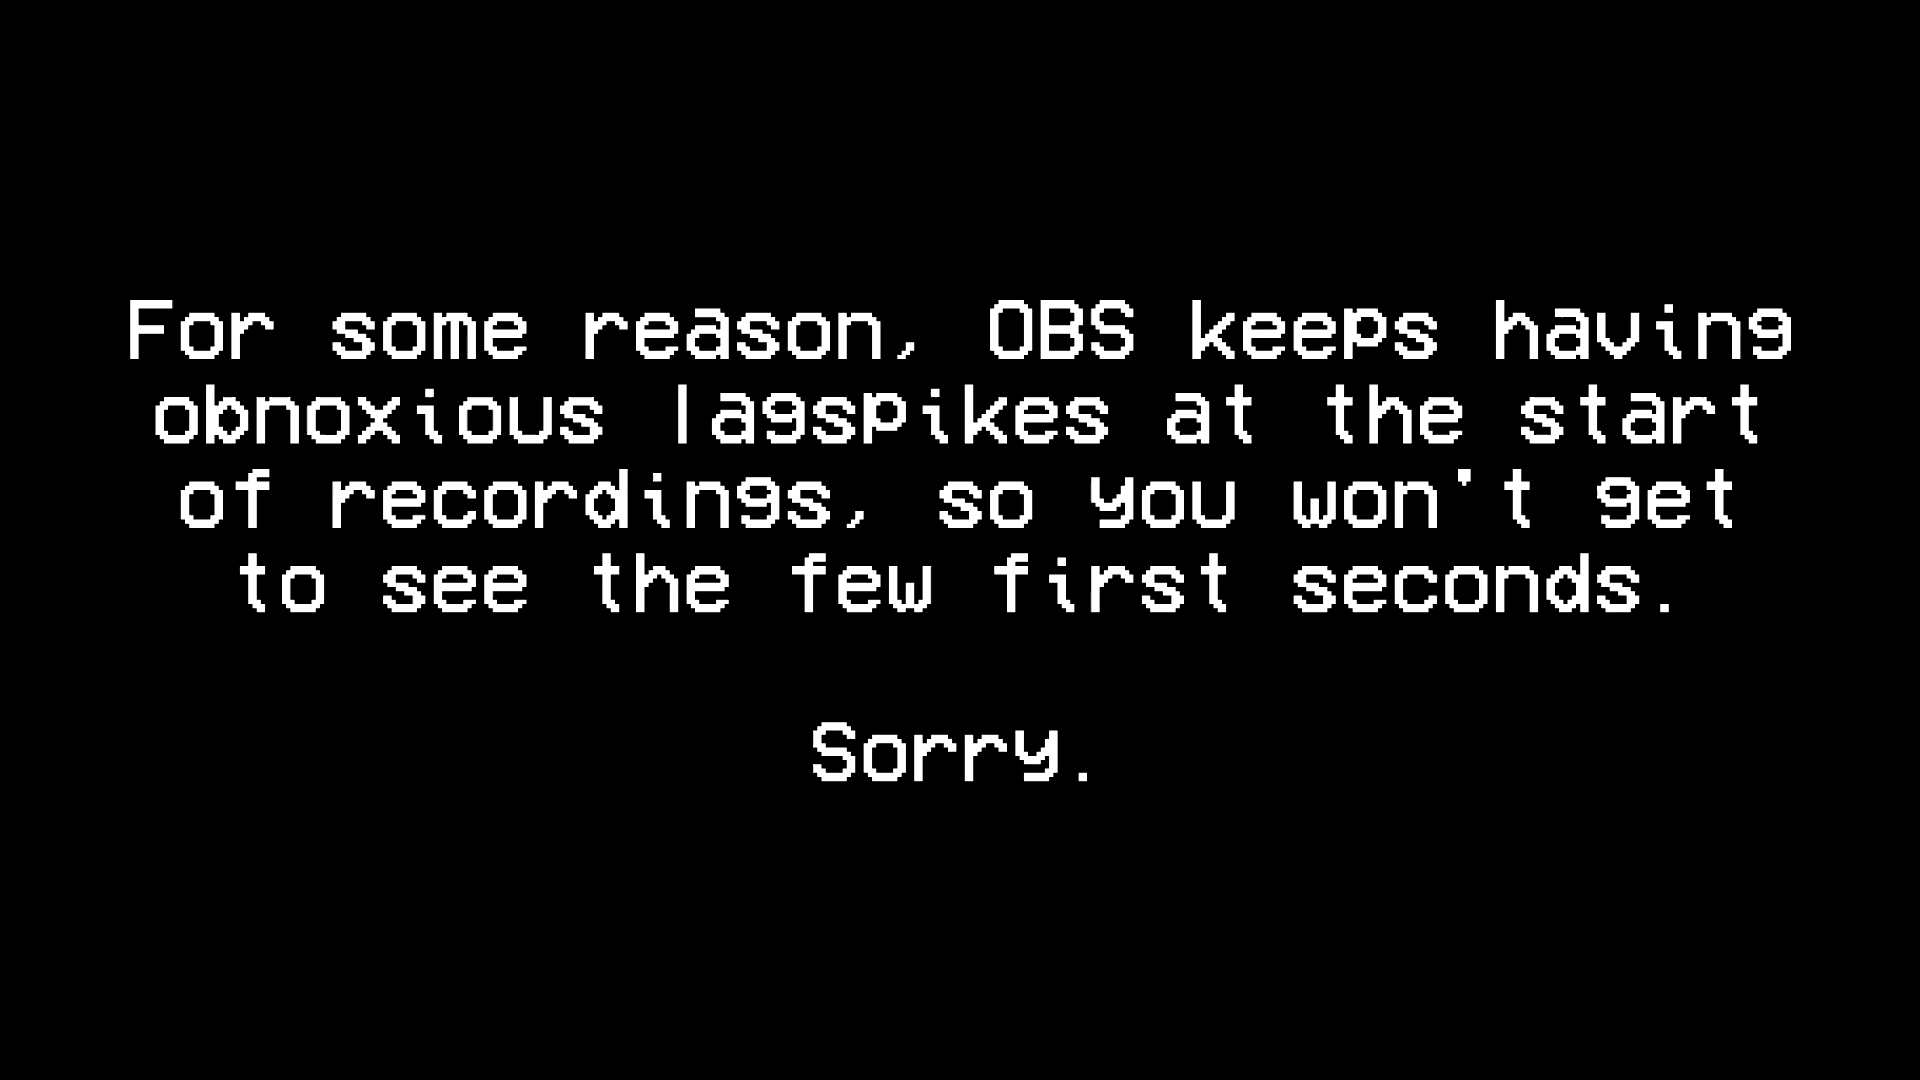 For some reason, OBS keeps having
obnoxious lagspikes at the start
of recordings, so you won't get
to see the few first seconds.
Sorry.